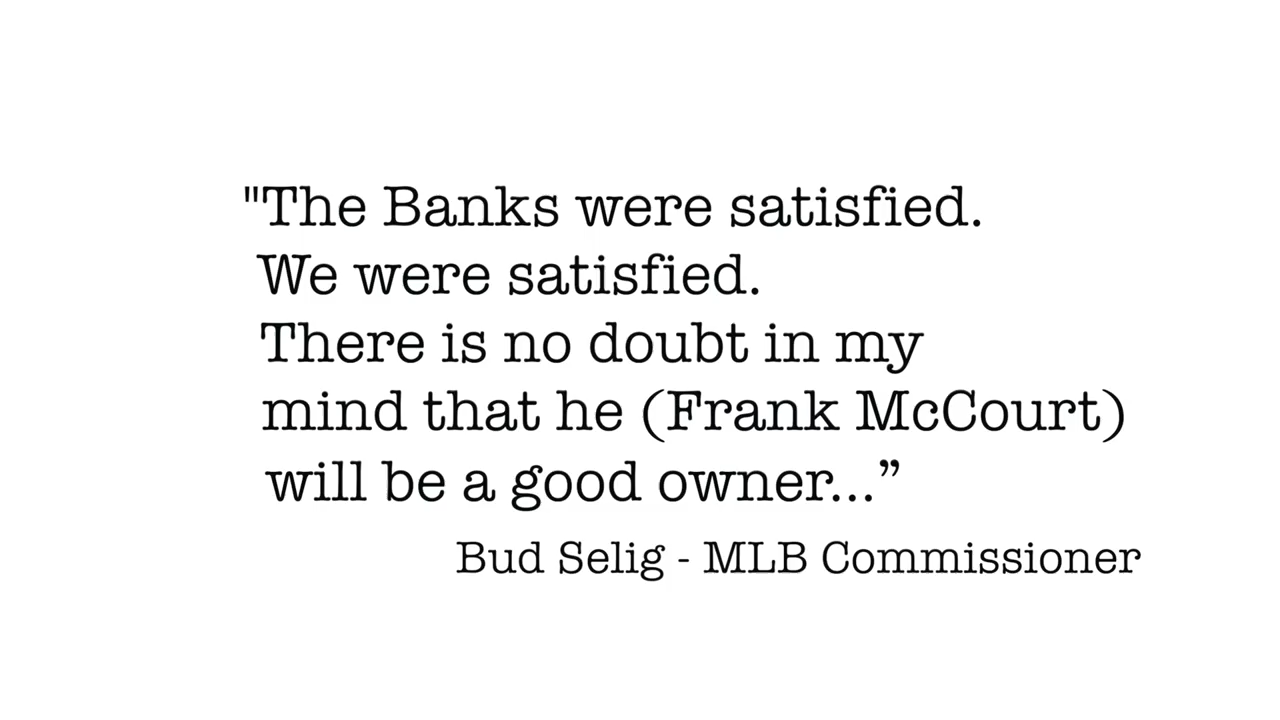 "The Banks were satisfied.
We were satisfied.
There is no doubt in my
mind that he (Frank McCourt)
will be a good owner...”
Bud Selig - MLB Commissioner